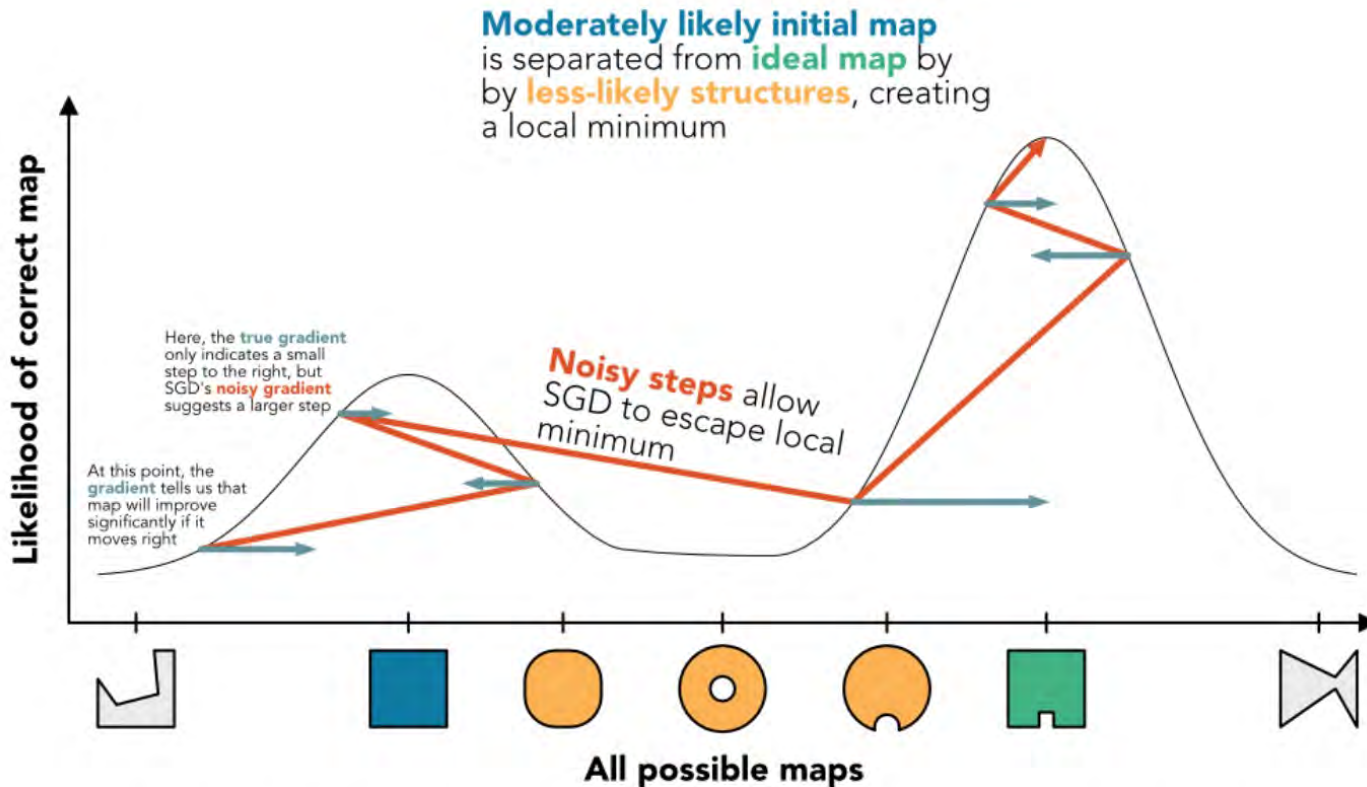 Moderately likely initial map
is separated from ideal map by
by less-likely structures, creating
a local minimum
Likelihood of correct map
Here, the true gradient
only indicates a small
step to the right, but
SGD's noisy gradient
suggests a larger step
Noisy steps allow
SGD to escape local
minimum
At this point, the
gradient tells us that
map will improve
significantly if it
moves right
All possible maps